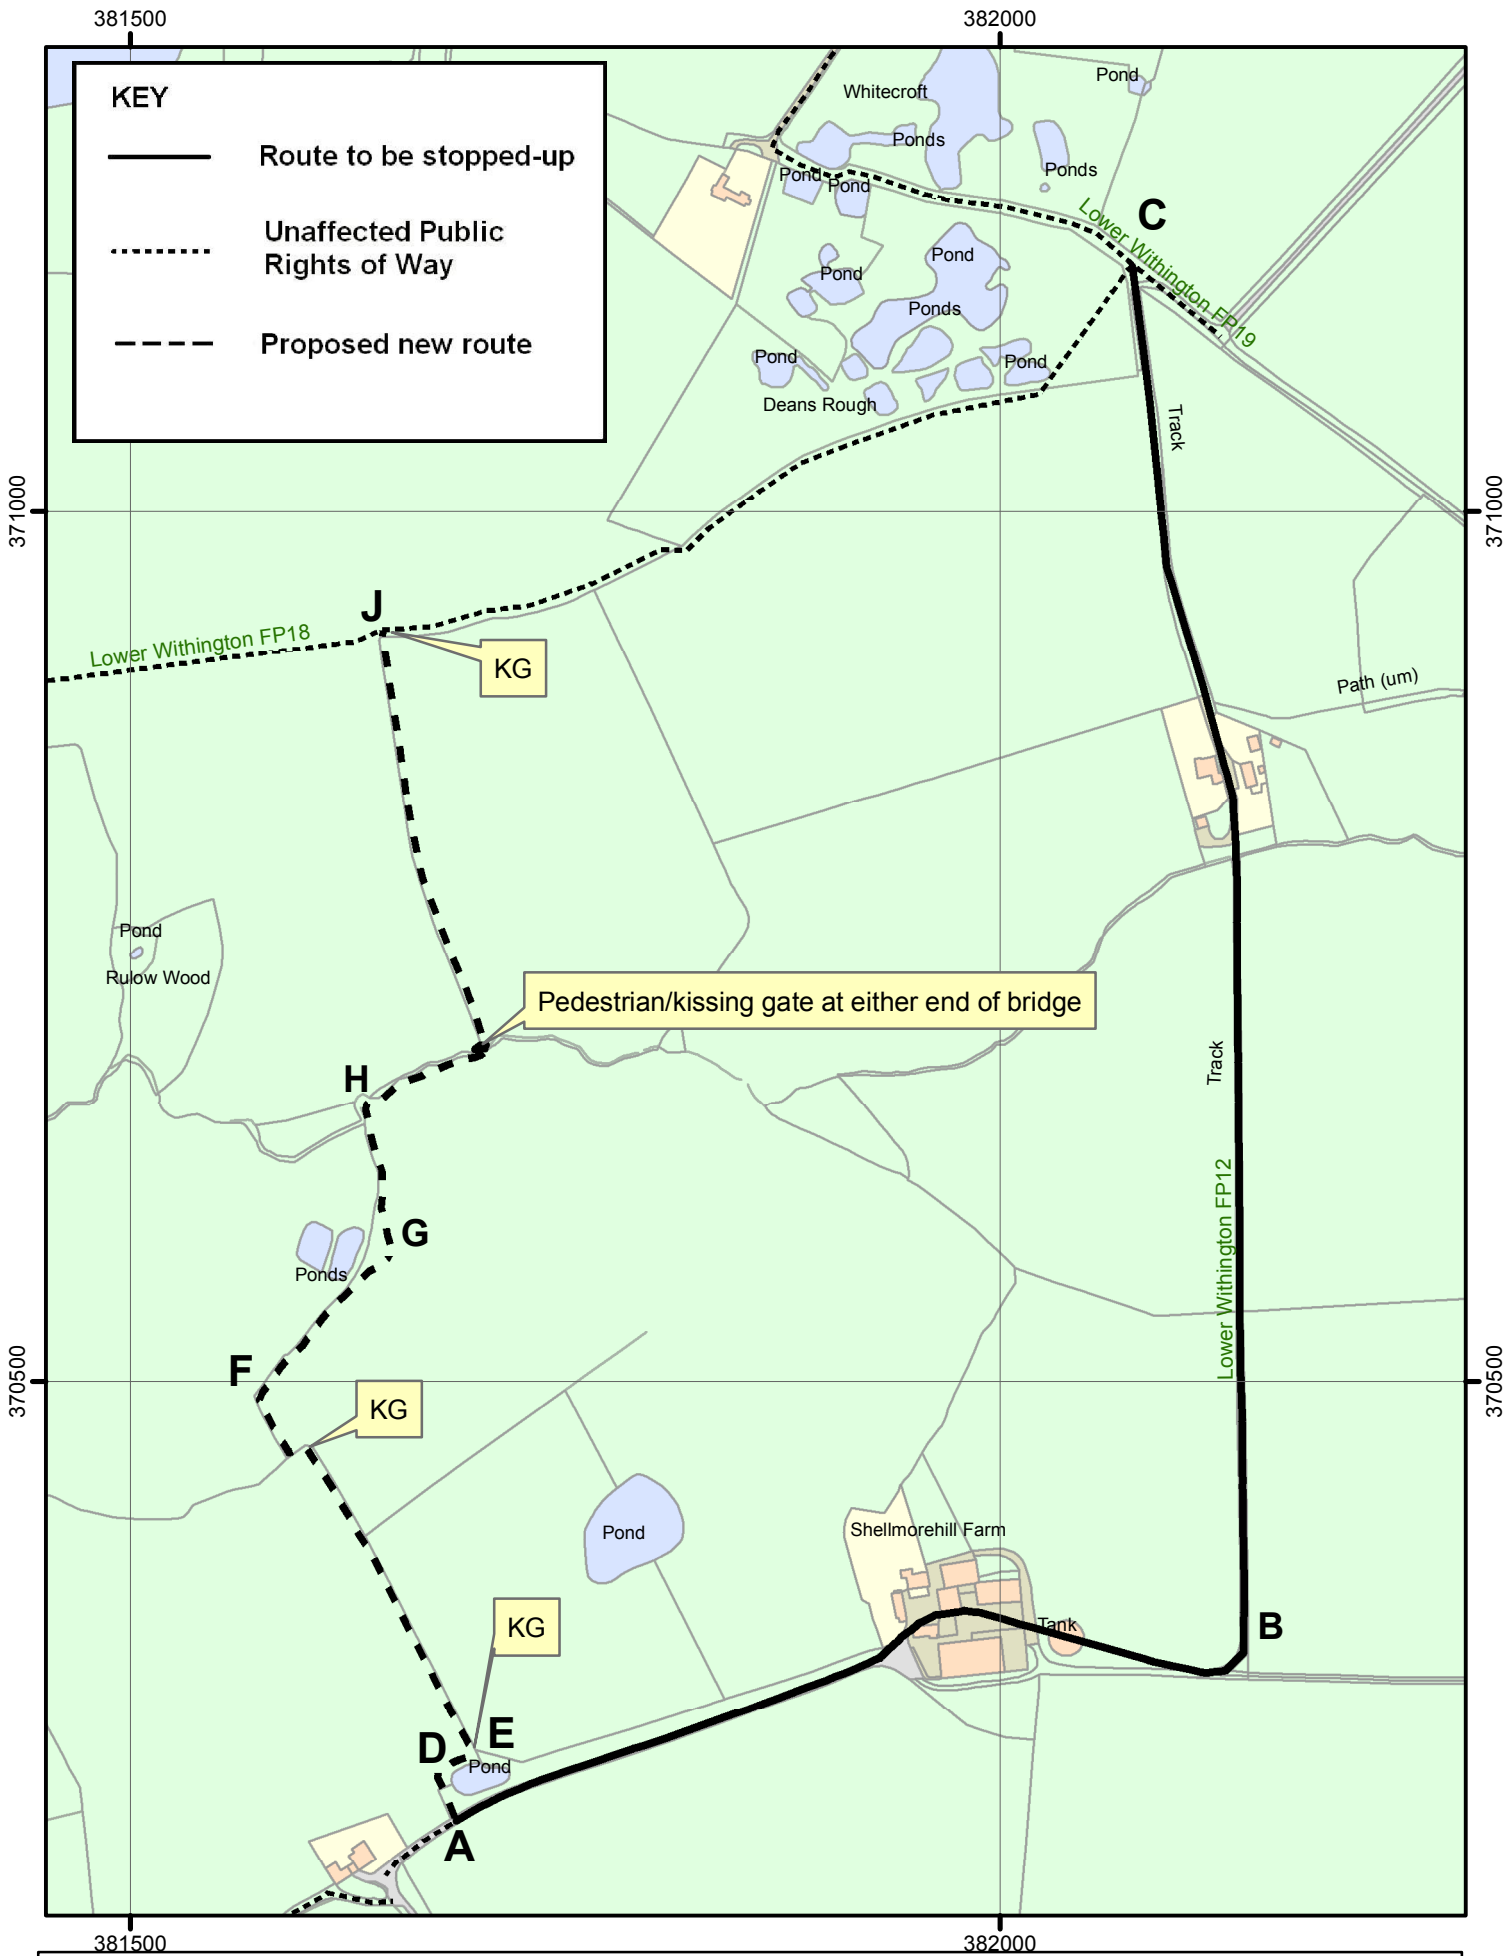 381500
382000
KEY
Route to be stopped-up
Unaffected Public
Rights of Way
Proposed new route
Whitecroft
Pond
Ponds
Ponds
Pond
Pond
C
Lower Withington FP19
Pond
Pond
Ponds
Pond
Pond
Deans Rough
Track
371000
371000
J
Lower Withington FP18
KG
Path (um)
Pond
Rulow Wood
Pedestrian/kissing gate at either end of bridge
H
Track
G
Ponds
Lower Withington FP12
F
370500
370500
KG
Pond
Shellmorehill Farm
KG
Tank
B
E
D
Pond
A
381500
382000